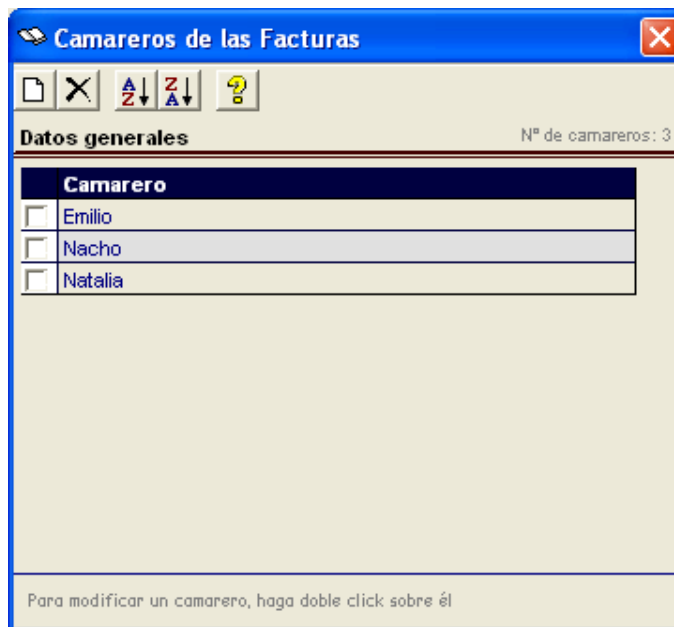 Camareros de las Facturas
A Z Z A ?
Datos generales Nº de camareros: 3
Camarero
Emilio
Nacho
Natalia
Para modificar un camarero, haga doble click sobre él